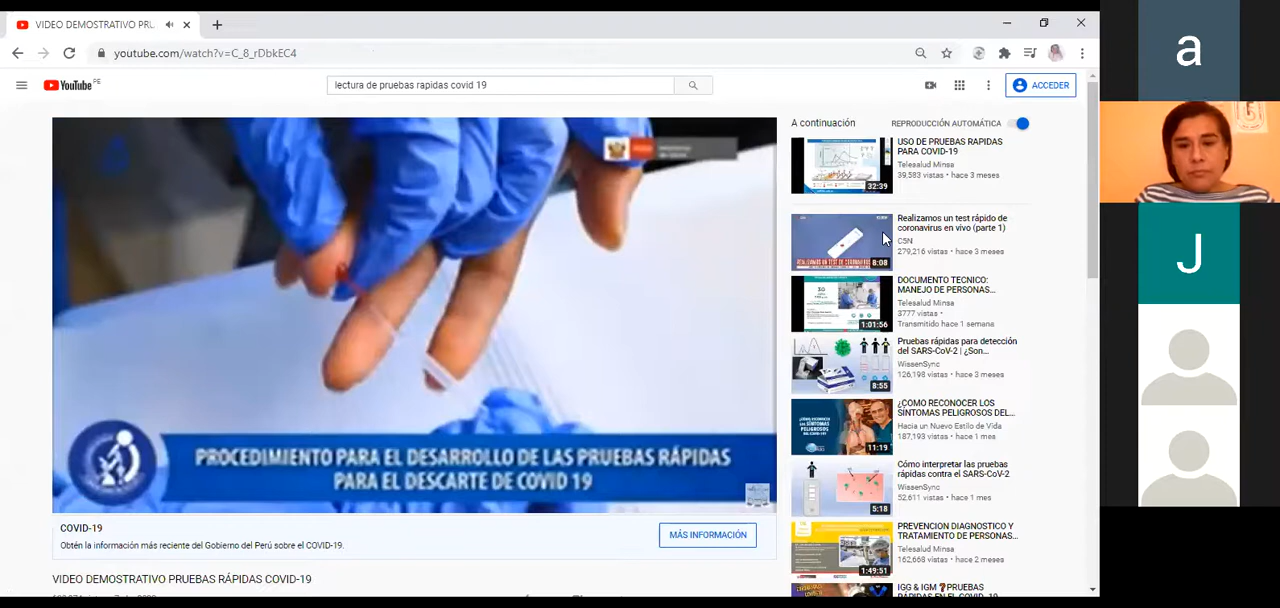 VIDEO DEMOSTRATIVO PRU
youtube.com/watch?v=C_8_rDbkEC4
YouTube PE
lectura de pruebas rapidas covid 19
ACCEDER
A continuación
REPRODUCCIÓN AUTOMÁTICA
USO DE PRUEBAS RAPIDAS
PARA COVID-19
Telesalud Minsa
39,583 vistas • hace 3 meses
32:39
Realizamos un test rápido de
coronavirus en vivo (parte 1)
C5N
279,216 vistas • hace 3 meses
REALIZAMOS UN TEST DE CORONAVIRUS
8:08
DOCUMENTO TECNICO:
MANEJO DE PERSONAS...
Telesalud Minsa
3777 vistas •
Transmitido hace 1 semana
1:01:56
Pruebas rápidas para detección
del SARS-CoV-2 | ¿Son...
WissenSync
126,198 vistas • hace 3 meses
8:55
¿COMO RECONOCER LOS
SÍNTOMAS PELIGROSOS DEL...
Hacia un Nuevo Estilo de Vida
187,193 vistas • hace 1 mes
11:19
Cómo interpretar las pruebas
rápidas contra el SARS-CoV-2
WissenSync
52,611 vistas • hace 1 mes
5:18
PREVENCION DIAGNOSTICO Y
TRATAMIENTO DE PERSONAS...
Telesalud Minsa
162,668 vistas • hace 2 meses
1:49:51
IGG & IGM ❓PRUEBAS
PROCEDIMIENTO PARA EL DESARROLLO DE LAS PRUEBAS RÁPIDAS
PARA EL DESCARTE DE COVID 19
COVID-19
Obtén la información más reciente del Gobierno del Perú sobre el COVID-19.
MÁS INFORMACIÓN
VIDEO DEMOSTRATIVO: PRUEBAS RÁPIDAS COVID-19
a
J